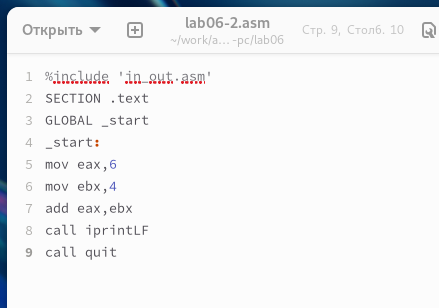 Открыть
lab06-2.asm
~/work/a… -pc/lab06
Стр. 9, Столб. 10
1 %include 'in_out.asm'
2 SECTION .text
3 GLOBAL _start
4 _start:
5 mov eax,6
6 mov ebx,4
7 add eax,ebx
8 call iprintLF
9 call quit